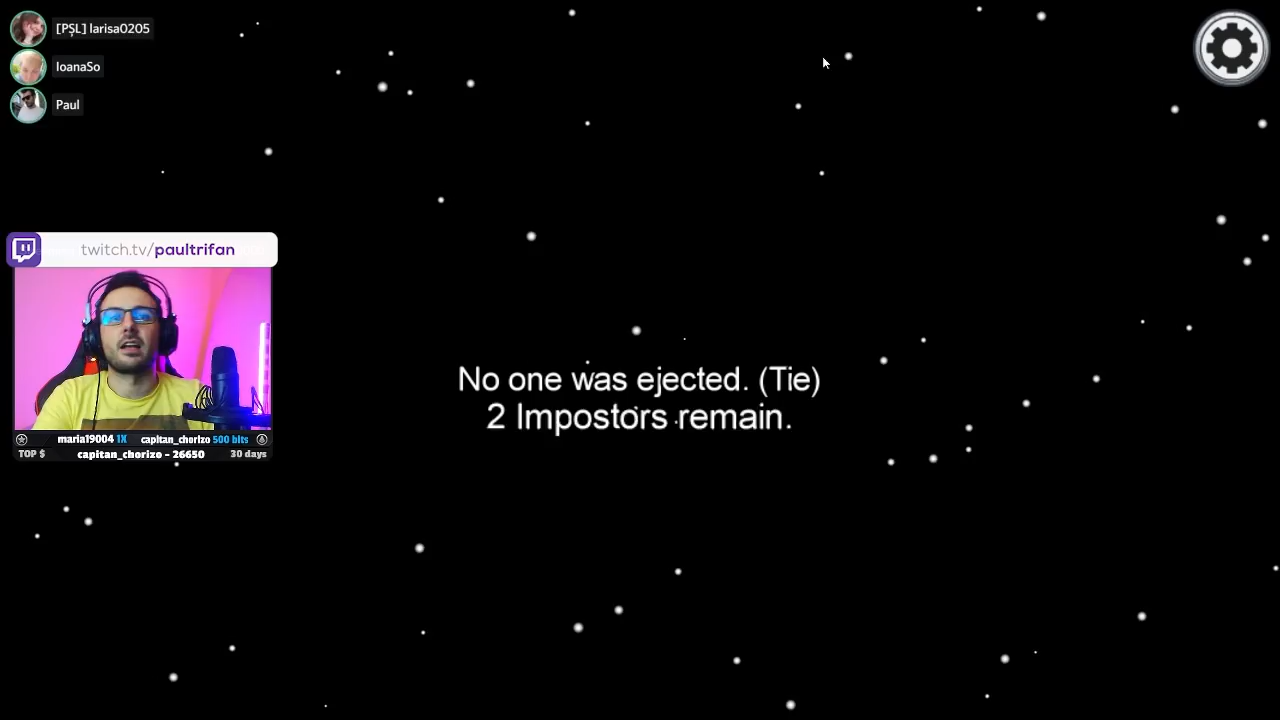 [PȘL] larisa0205
IoanaSo
Paul
twitch.tv/paultrifan
No one was ejected. (Tie)
2 Impostors remain.
maria19004 1X capitan_chorizo 500 bits
TOP $ capitan_chorizo - 26650 30 days